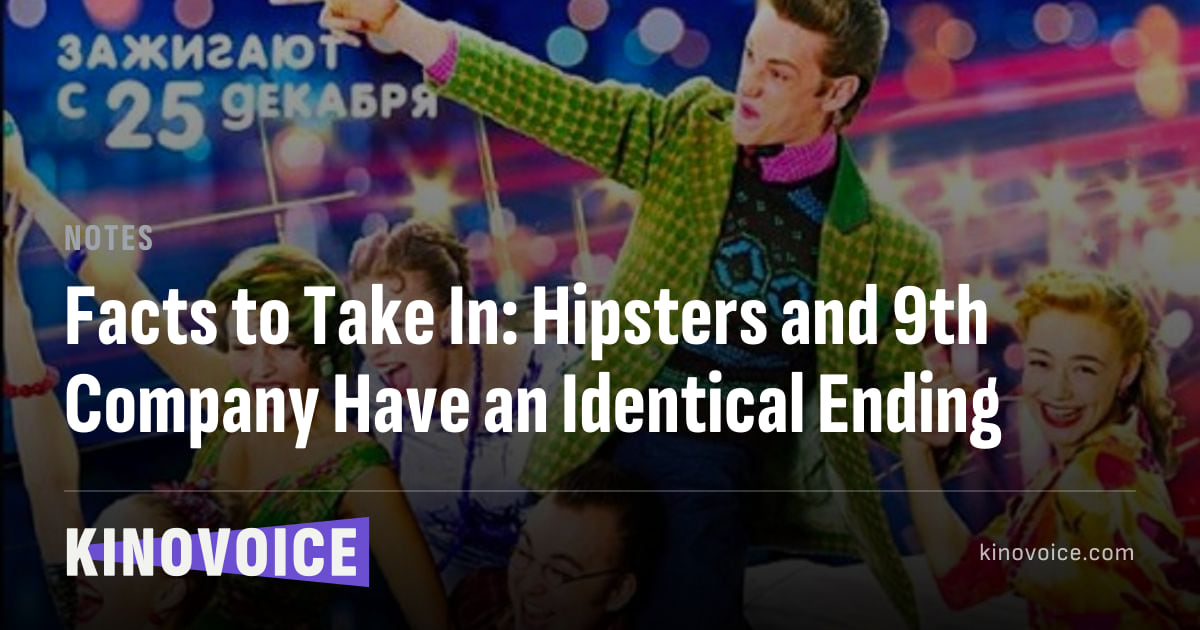 ЗАЖИГАЮТ
С 25 ДЕКАБРЯ
NOTES
Facts to Take In: Hipsters and 9th
Company Have an Identical Ending
KINOVOICE
kinovoice.com